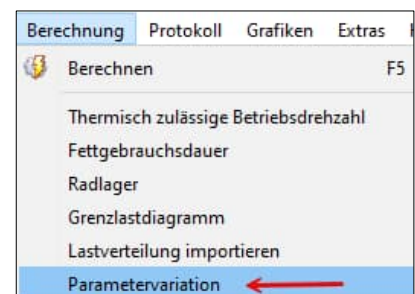 Berechnung Protokoll Grafiken Extras
Berechnen F5
Thermisch zulässige Betriebsdrehzahl
Fettgebrauchsdauer
Radlager
Grenzlastdiagramm
Lastverteilung importieren
Parametervariation